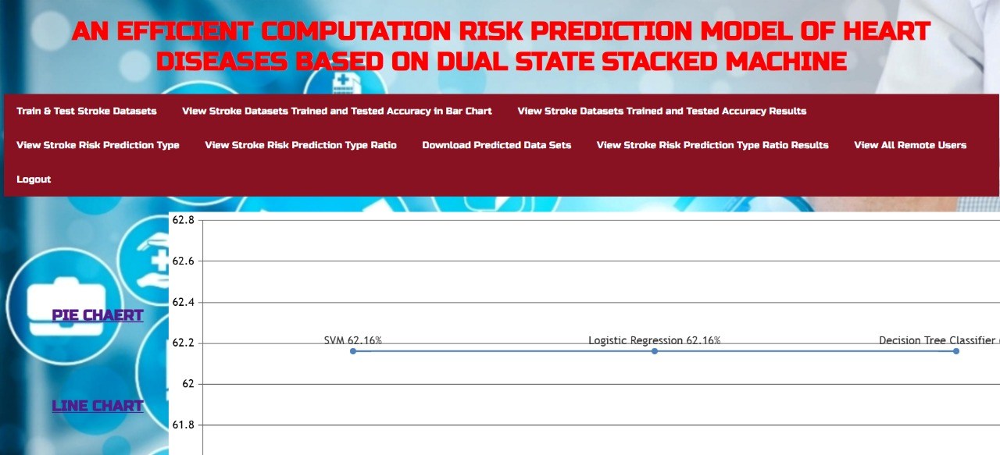 AN EFFICIENT COMPUTATION RISK PREDICTION MODEL OF HEART
DISEASES BASED ON DUAL STATE STACKED MACHINE
Train & Test Stroke Datasets View Stroke Datasets Trained and Tested Accuracy in Bar Chart View Stroke Datasets Trained and Tested Accuracy Results
View Stroke Risk Prediction Type View Stroke Risk Prediction Type Ratio Download Predicted Data Sets View Stroke Risk Prediction Type Ratio Results View All Remote Users
Logout
62.8
62.6
62.4
PIE CHAERT
SVM 62.16% Logistic Regression 62.16% Decision Tree Classifier
62.2
62
LINE CHART
61.8